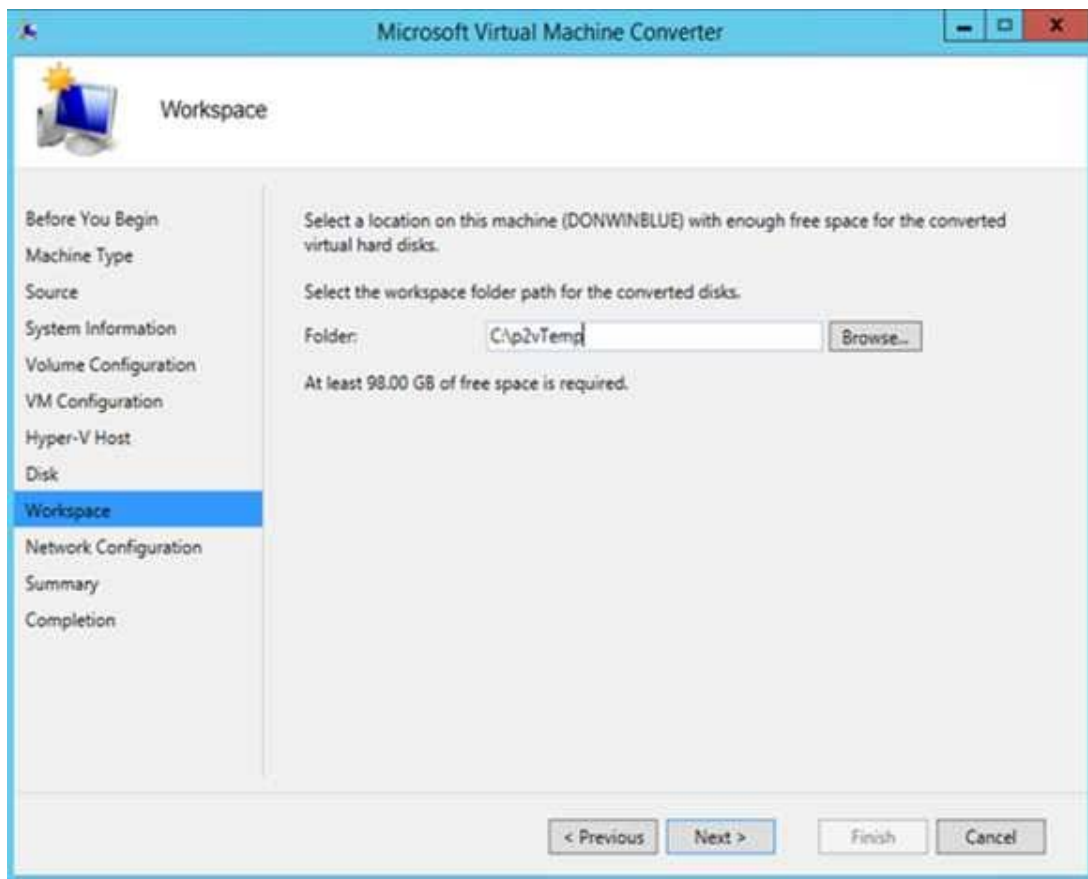 Microsoft Virtual Machine Converter
Workspace
Before You Begin
Machine Type
Source
System Information
Volume Configuration
VM Configuration
Hyper-V Host
Disk
Workspace
Network Configuration
Summary
Completion
Select a location on this machine (DONWINBLUE) with enough free space for the converted
virtual hard disks.
Select the workspace folder path for the converted disks.
Folder: C:\p2vTemp Browse...
At least 98.00 GB of free space is required.
< Previous Next > Finish Cancel